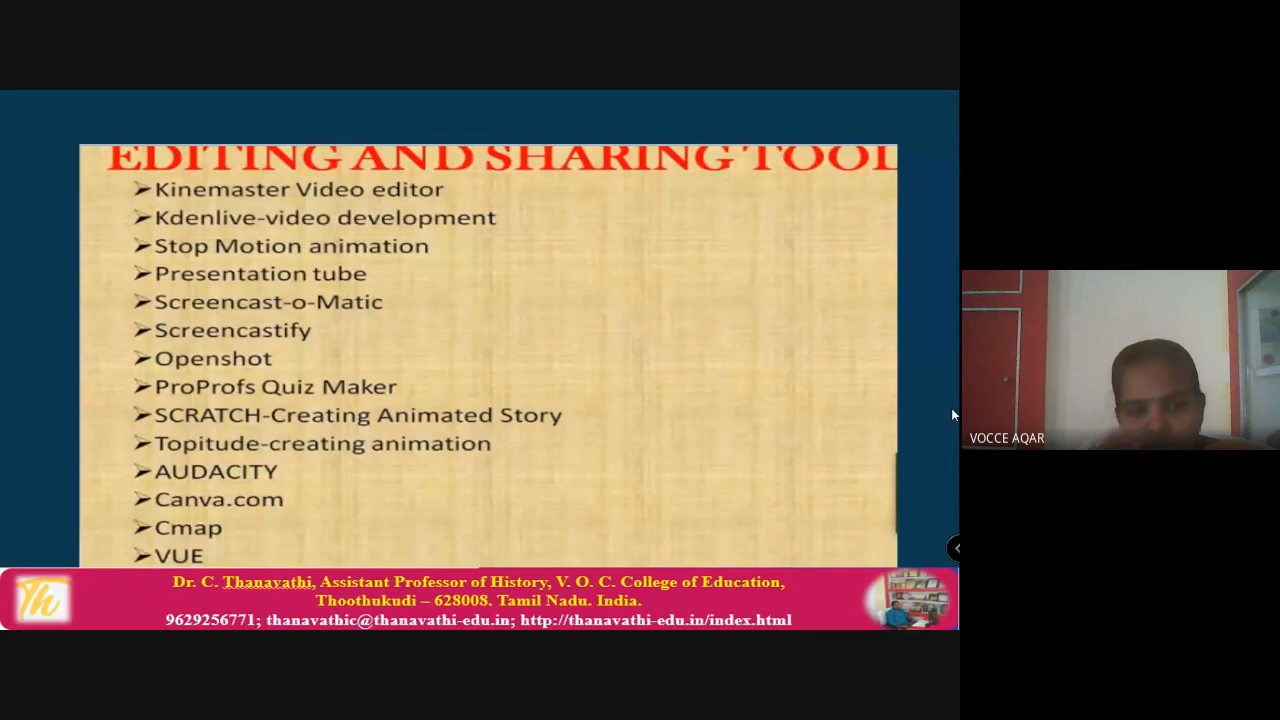 EDITING AND SHARING TOOL
➢Kinemaster Video editor
➢Kdenlive-video development
➢Stop Motion animation
➢Presentation tube
➢Screencast-o-Matic
➢Screencastify
➢Openshot
➢ProProfs Quiz Maker
➢SCRATCH-Creating Animated Story
➢Topitude-creating animation
➢AUDACITY
➢Canva.com
➢Cmap
➢VUE
Th
Dr. C. Thanavathi, Assistant Professor of History, V. O. C. College of Education,
Thoothukudi – 628008. Tamil Nadu. India.
9629256771; thanavathic@thanavathi-edu.in; http://thanavathi-edu.in/index.html
VOCCE AQAR